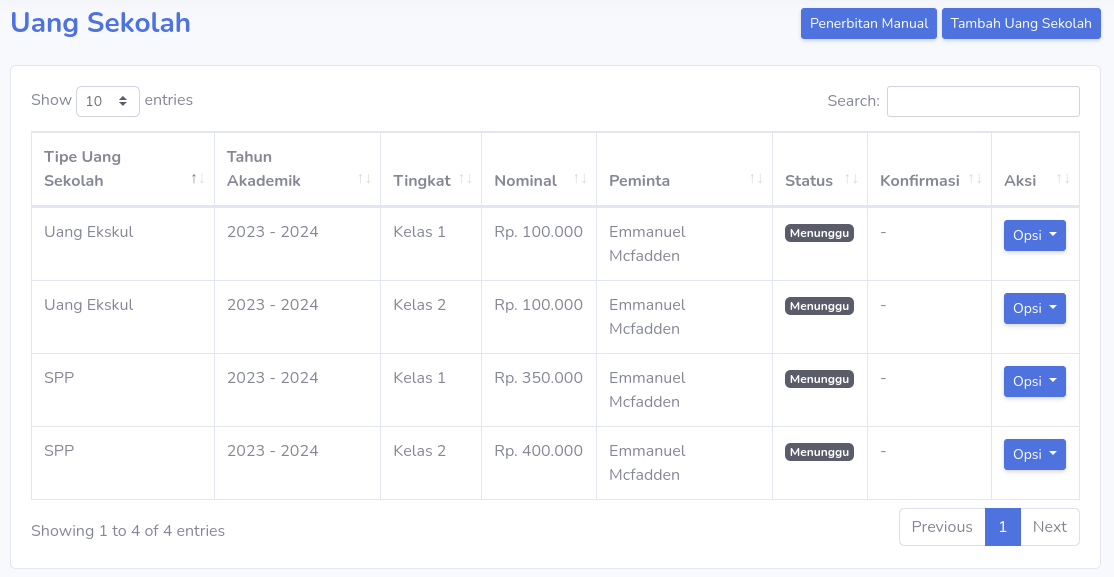 Uang Sekolah
Penerbitan Manual
Tambah Uang Sekolah
Show 10 entries
Search:
Tipe Uang Sekolah Tahun Akademik Tingkat Nominal Peminta Status Konfirmasi Aksi
Uang Ekskul 2023 - 2024 Kelas 1 Rp. 100.000 Emmanuel Mcfadden Menunggu - Opsi
Uang Ekskul 2023 - 2024 Kelas 2 Rp. 100.000 Emmanuel Mcfadden Menunggu - Opsi
SPP 2023 - 2024 Kelas 1 Rp. 350.000 Emmanuel Mcfadden Menunggu - Opsi
SPP 2023 - 2024 Kelas 2 Rp. 400.000 Emmanuel Mcfadden Menunggu - Opsi
Showing 1 to 4 of 4 entries
Previous 1 Next